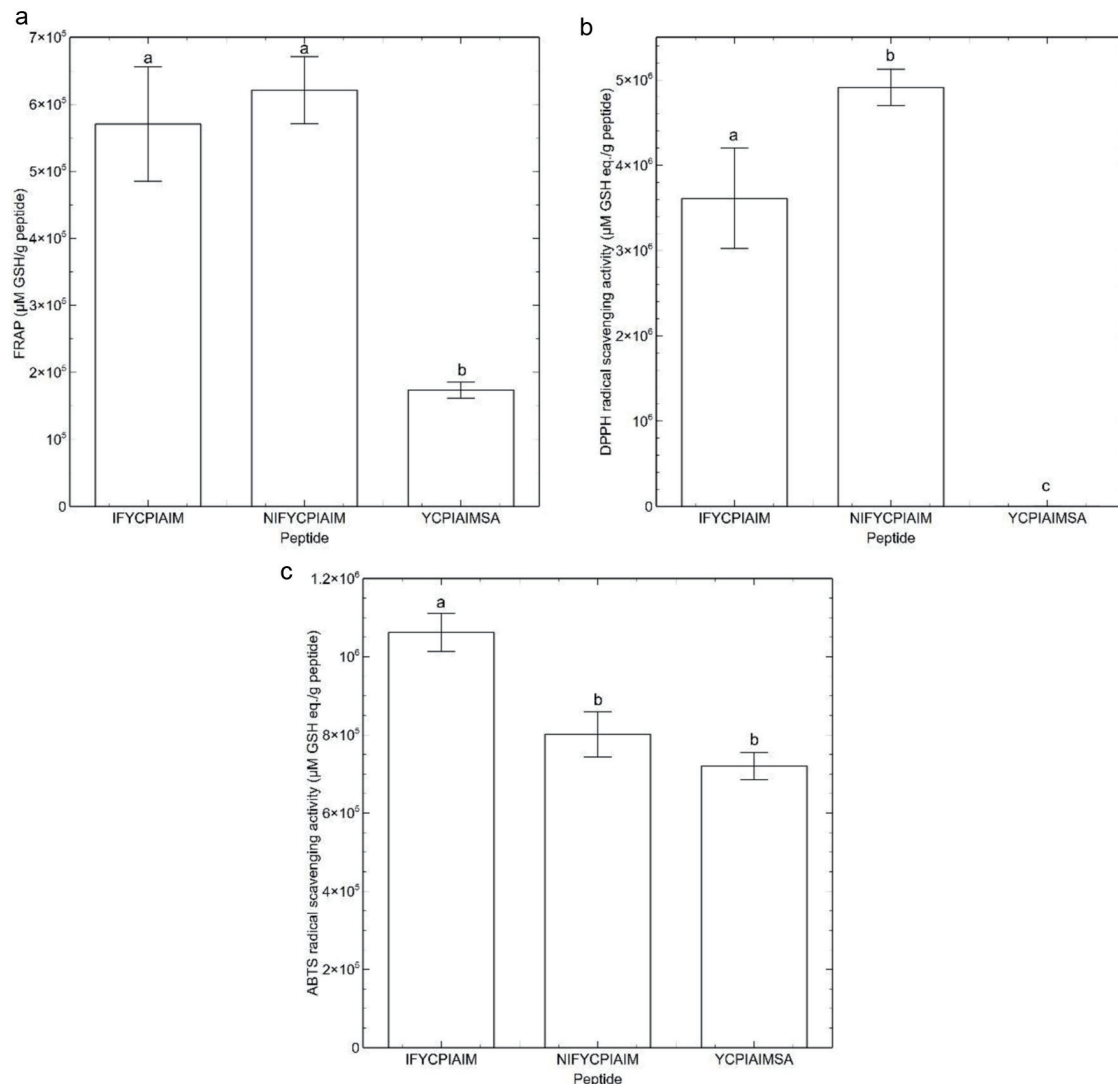 a
7×10⁵
6×10⁵
5×10⁵
4×10⁵
3×10⁵
2×10⁵
10⁵
0
FRAP (µM GSH/g peptide)
a
a
b
IFYCPIAIM NIFYCPIAIM YCPIAIMSA
Peptide
b
5×10⁶
4×10⁶
3×10⁶
2×10⁶
10⁶
0
DPPH radical scavenging activity (µM GSH eq./g peptide)
a
b
c
IFYCPIAIM NIFYCPIAIM YCPIAIMSA
Peptide
c
1.2×10⁶
10⁶
8×10⁵
6×10⁵
4×10⁵
2×10⁵
0
ABTS radical scavenging activity (µM GSH eq./g peptide)
a
b
b
IFYCPIAIM NIFYCPIAIM YCPIAIMSA
Peptide